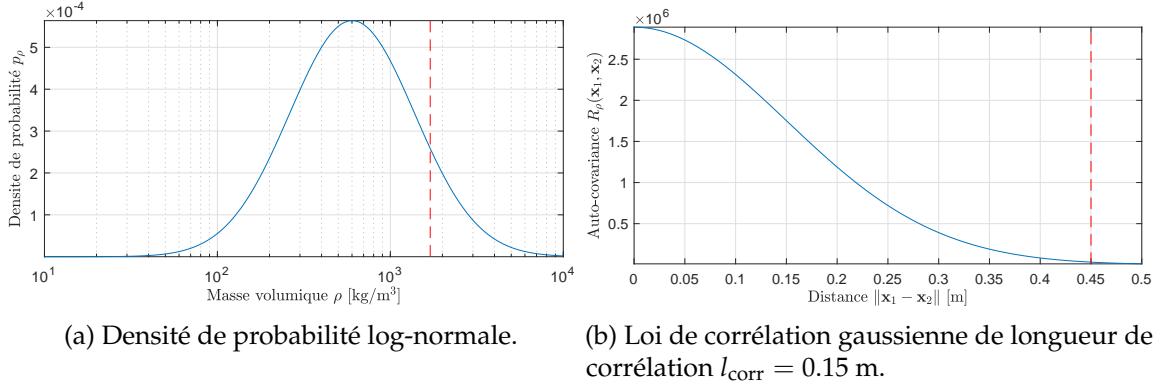 ×10⁻⁴
5
4
3
2
1
10¹ 10² 10³ 10⁴
Densite de probabilité pρ
Masse volumique ρ [kg/m³]
(a) Densité de probabilité log-normale.
×10⁶
2.5
2
1.5
1
0.5
0 0.05 0.1 0.15 0.2 0.25 0.3 0.35 0.4 0.45 0.5
Auto-covariance Rρ(x₁, x₂)
Distance ‖x₁ − x₂‖ [m]
(b) Loi de corrélation gaussienne de longueur de
corrélation lcorr = 0.15 m.